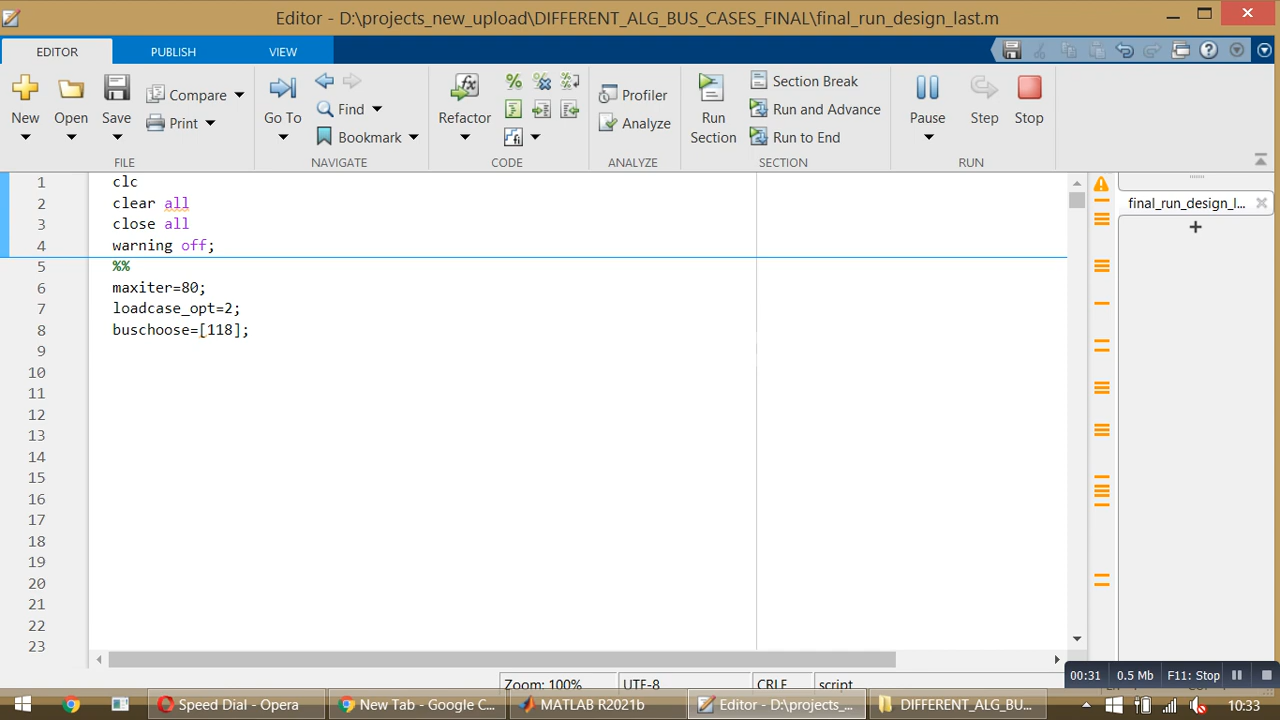 Editor - D:\projects_new_upload\DIFFERENT_ALG_BUS_CASES_FINAL\final_run_design_last.m
EDITOR PUBLISH VIEW
New Open Save Compare Print
Go To Find Bookmark
Refactor
Profiler Analyze
Run Section
Section Break
Run and Advance
Run to End
Pause Step Stop
FILE NAVIGATE CODE ANALYZE SECTION RUN
1 clc
2 clear all
3 close all
4 warning off;
5 %%
6 maxiter=80;
7 loadcase_opt=2;
8 buschoose=[118];
9
10
11
12
13
14
15
16
17
18
19
20
21
22
23
final_run_design_l...
Zoom: 100% UTF-8 CRLF script
00:31 0.5 Mb F11: Stop
Speed Dial - Opera New Tab - Google C... MATLAB R2021b Editor - D:\projects_... DIFFERENT_ALG_BU... 10:33